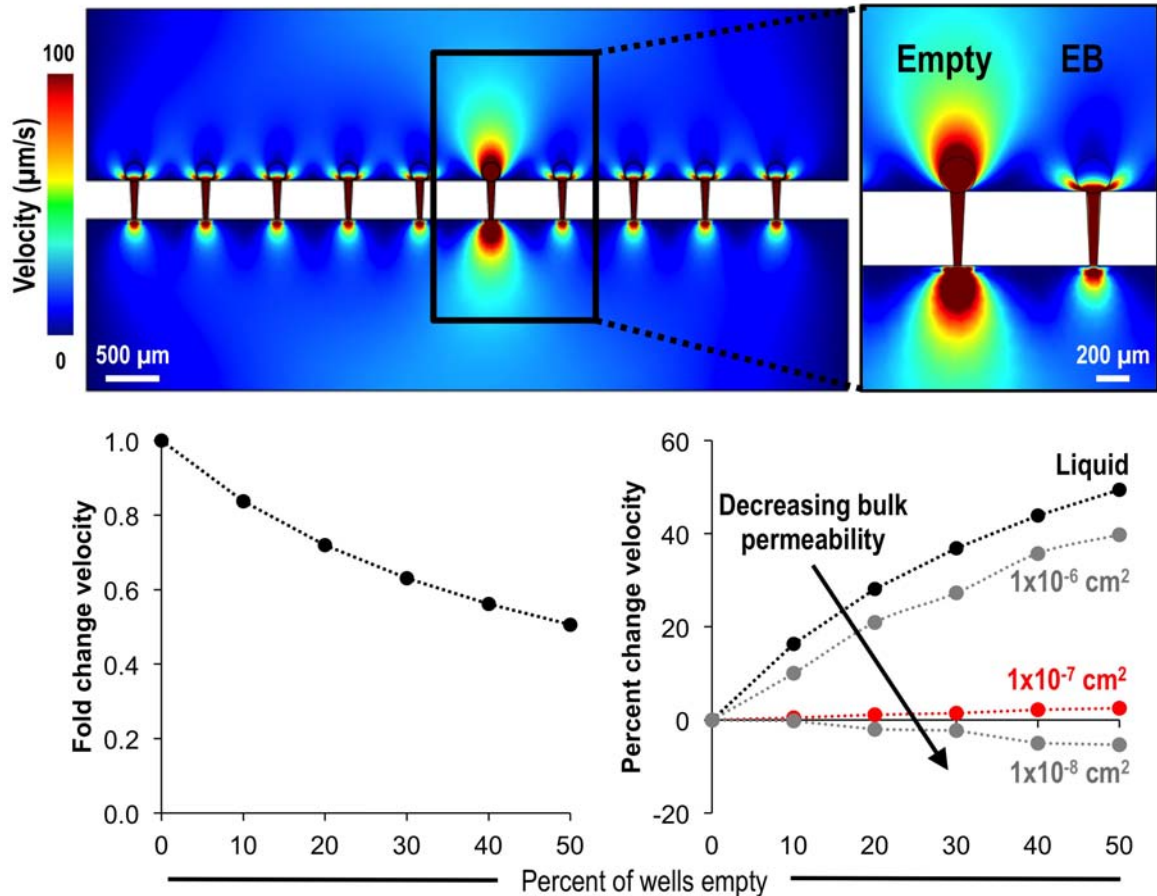 100
Velocity (μm/s)
0
500 μm
Empty
EB
200 μm
Fold change velocity
1.0
0.8
0.6
0.4
0.2
0.0
0 10 20 30 40 50
Percent change velocity
60
40
20
0
-20
Liquid
Decreasing bulk
permeability
1x10⁻⁶ cm²
1x10⁻⁷ cm²
1x10⁻⁸ cm²
0 10 20 30 40 50
Percent of wells empty